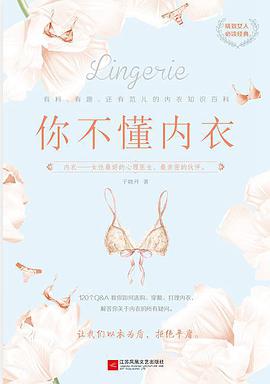 精致女人
必读经典
Lingerie
有料、有趣、还有范儿的内衣知识百科
你不懂内衣
内衣——女性最好的心理医生，最亲密的伙伴。
于晓丹 著
120个Q&A 教你如何选购、穿戴、打理内衣，
解答你关于内衣的所有疑问。
让我们以衣为盾，拒绝平庸。
江苏凤凰文艺出版社